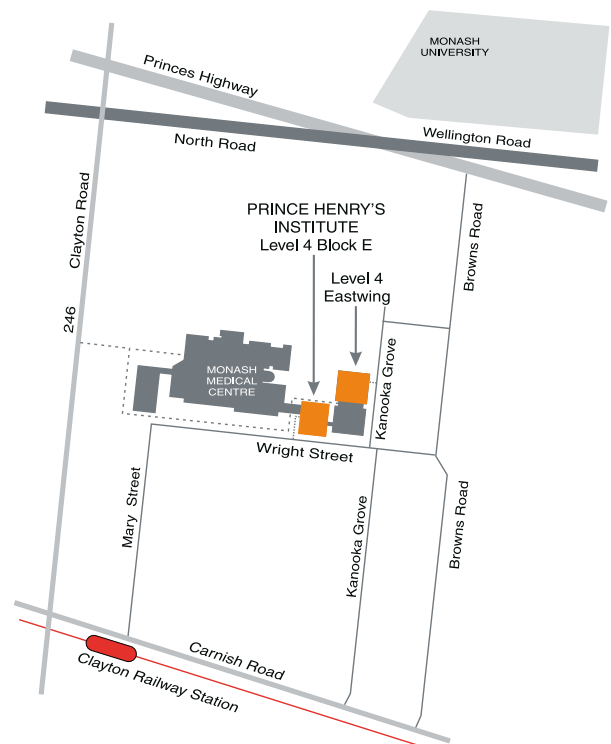 MONASH
UNIVERSITY
Princes Highway
Wellington Road
North Road
Clayton Road
246
Browns Road
PRINCE HENRY'S
INSTITUTE
Level 4 Block E
Level 4
Eastwing
Kanooka Grove
MONASH
MEDICAL
CENTRE
Wright Street
Mary Street
Kanooka Grove
Browns Road
Carnish Road
Clayton Railway Station